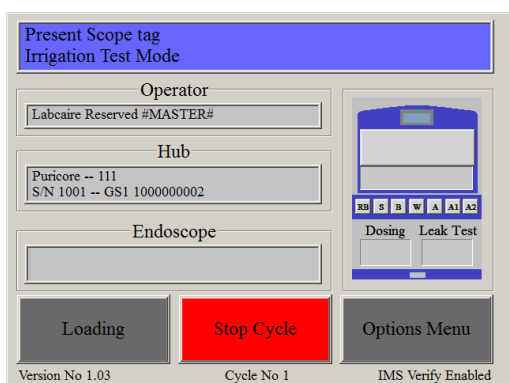 Present Scope tag
Irrigation Test Mode
Operator
Labcaire Reserved #MASTER#
Hub
Puricore -- 111
S/N 1001 -- GS1 1000000002
RB S B W A A1 A2
Endoscope
Dosing Leak Test
Loading
Stop Cycle
Options Menu
Version No 1.03
Cycle No 1
IMS Verify Enabled